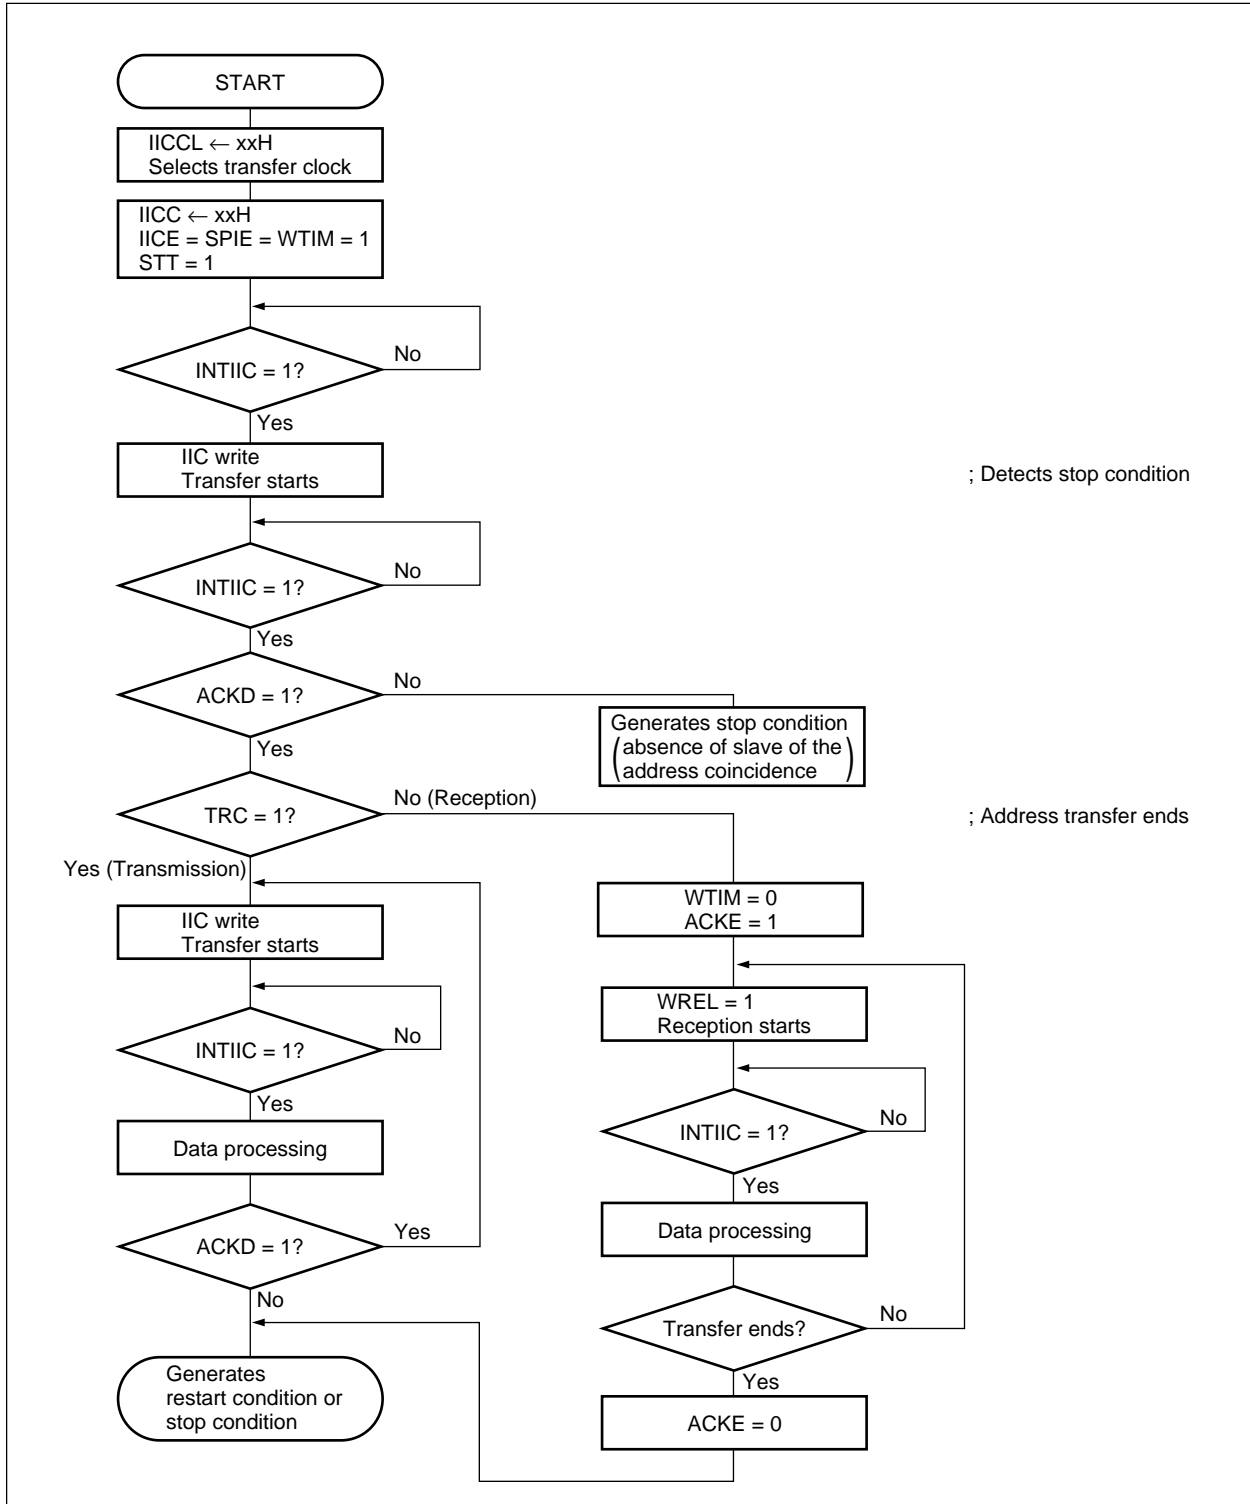 START
IICCL ← xxH
Selects transfer clock
IICC ← xxH
IICE = SPIE = WTIM = 1
STT = 1
No
INTIIC = 1?
Yes
IIC write
Transfer starts
; Detects stop condition
No
INTIIC = 1?
Yes
No
ACKD = 1?
Generates stop condition
(absence of slave of the
address coincidence)
Yes
No (Reception)
TRC = 1?
; Address transfer ends
Yes (Transmission)
IIC write
Transfer starts
No
INTIIC = 1?
Yes
Data processing
Yes
ACKD = 1?
No
Generates
restart condition or
stop condition
WTIM = 0
ACKE = 1
WREL = 1
Reception starts
No
INTIIC = 1?
Yes
Data processing
No
Transfer ends?
Yes
ACKE = 0